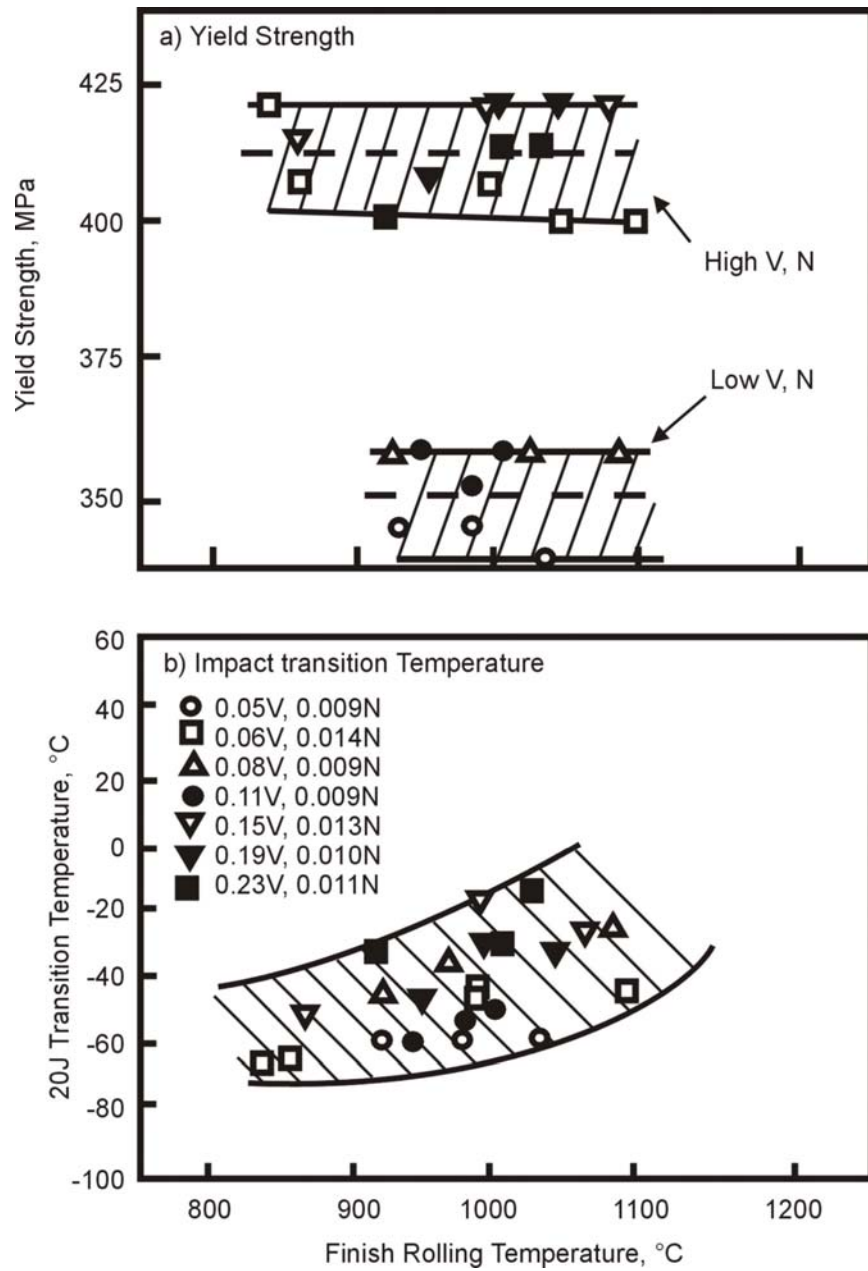 a) Yield Strength
425
400
375
350
Yield Strength, MPa
High V, N
Low V, N
b) Impact transition Temperature
0.05V, 0.009N
0.06V, 0.014N
0.08V, 0.009N
0.11V, 0.009N
0.15V, 0.013N
0.19V, 0.010N
0.23V, 0.011N
60
40
20
0
-20
-40
-60
-80
-100
20J Transition Temperature, °C
800 900 1000 1100 1200
Finish Rolling Temperature, °C